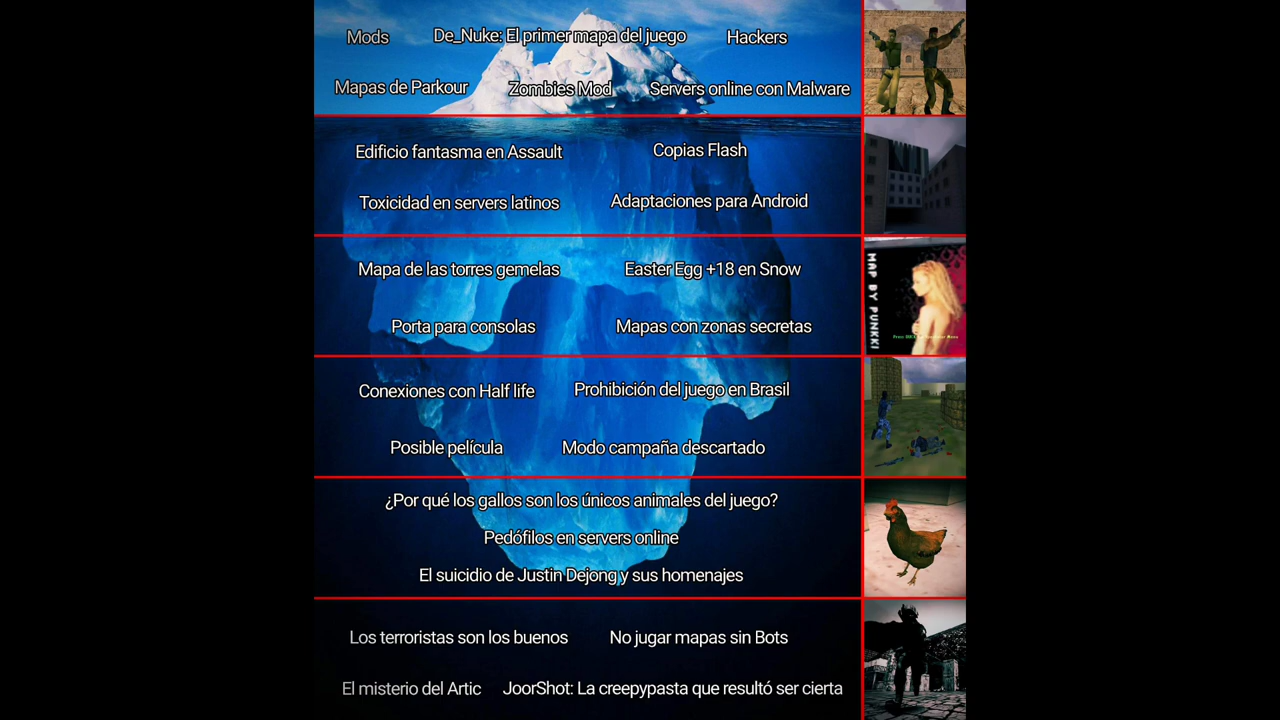 Mods
De_Nuke: El primer mapa del juego
Hackers
Mapas de Parkour
Zombies Mod
Servers online con Malware
Edificio fantasma en Assault
Copias Flash
Toxicidad en servers latinos
Adaptaciones para Android
Mapa de las torres gemelas
Easter Egg +18 en Snow
MAP BY PUNKKI
Porta para consolas
Mapas con zonas secretas
Conexiones con Half life
Prohibición del juego en Brasil
Posible película
Modo campaña descartado
¿Por qué los gallos son los únicos animales del juego?
Pedófilos en servers online
El suicidio de Justin Dejong y sus homenajes
Los terroristas son los buenos
No jugar mapas sin Bots
El misterio del Artic
JoorShot: La creepypasta que resultó ser cierta